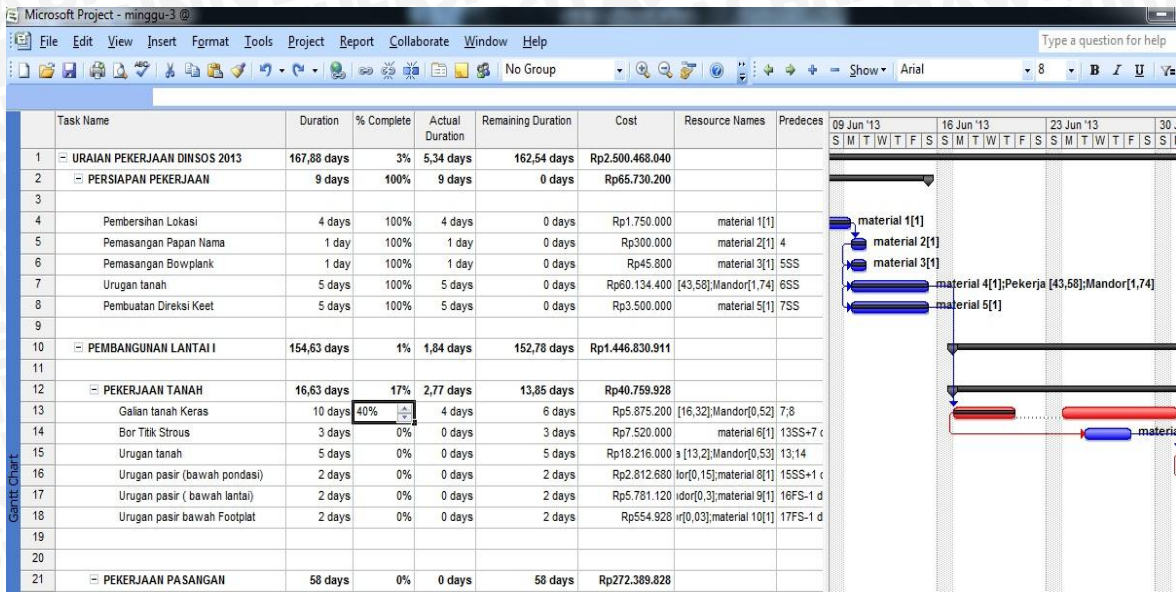 Microsoft Project - minggu-3 @
File Edit View Insert Format Tools Project Report Collaborate Window Help Type a question for help
No Group Show Arial 8 B I U
Task Name Duration % Complete Actual Duration Remaining Duration Cost Resource Names Predeces 09 Jun '13 16 Jun '13 23 Jun '13 30
S M T W T F S S M T W T F S S M T W T F S S
1 URAIAN PEKERJAAN DINSOS 2013 167,88 days 3% 5,34 days 162,54 days Rp2.500.468.040
2 PERSIAPAN PEKERJAAN 9 days 100% 9 days 0 days Rp65.730.200
3
4 Pembersihan Lokasi 4 days 100% 4 days 0 days Rp1.750.000 material 1[1] material 1[1]
5 Pemasangan Papan Nama 1 day 100% 1 day 0 days Rp300.000 material 2[1] 4 material 2[1]
6 Pemasangan Bowplank 1 day 100% 1 day 0 days Rp45.800 material 3[1] 5SS material 3[1]
7 Urugan tanah 5 days 100% 5 days 0 days Rp60.134.400 [43,58];Mandor[1,74] 6SS material 4[1];Pekerja [43,58];Mandor[1,74]
8 Pembuatan Direksi Keet 5 days 100% 5 days 0 days Rp3.500.000 material 5[1] 7SS material 5[1]
9
10 PEMBANGUNAN LANTAI I 154,63 days 1% 1,84 days 152,78 days Rp1.446.830.911
11
12 PEKERJAAN TANAH 16,63 days 17% 2,77 days 13,85 days Rp40.759.928
13 Galian tanah Keras 10 days 40% 4 days 6 days Rp5.875.200 [16,32];Mandor[0,52] 7;8
14 Bor Titik Strous 3 days 0% 0 days 3 days Rp7.520.000 material 6[1] 13SS+7 materia
15 Urugan tanah 5 days 0% 0 days 5 days Rp18.216.000 [13,2];Mandor[0,53] 13;14
16 Urugan pasir (bawah pondasi) 2 days 0% 0 days 2 days Rp2.812.680 dor[0,15];material 8[1] 15SS+1
17 Urugan pasir ( bawah lantai) 2 days 0% 0 days 2 days Rp5.781.120 ndor[0,3];material 9[1] 16FS-1 d
18 Urugan pasir bawah Footplat 2 days 0% 0 days 2 days Rp554.928 r[0,03];material 10[1] 17FS-1 d
19
20
21 PEKERJAAN PASANGAN 58 days 0% 0 days 58 days Rp272.389.828
Gantt Chart